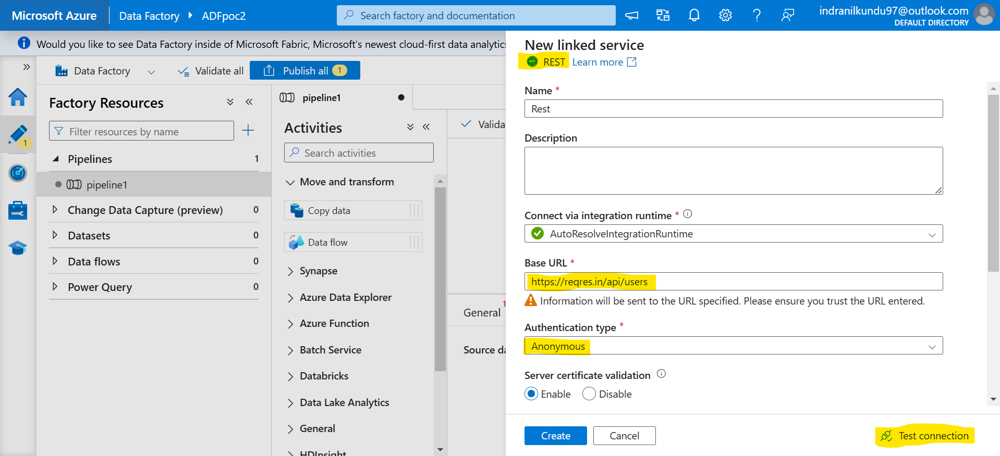 Microsoft Azure
Data Factory
ADFpoc2
Search factory and documentation
indranilkundu97@outlook.com
DEFAULT DIRECTORY
Would you like to see Data Factory inside of Microsoft Fabric, Microsoft's newest cloud-first data analytics
Data Factory
Validate all
Publish all
1
1
Factory Resources
Filter resources by name
Pipelines 1
pipeline1
Change Data Capture (preview) 0
Datasets 0
Data flows 0
Power Query 0
pipeline1
Activities
Search activities
Move and transform
Copy data
Data flow
Synapse
Azure Data Explorer
Azure Function
Batch Service
Databricks
Data Lake Analytics
General
HDInsight
Valida
General
1
Source da
New linked service
REST
REST Learn more
Name *
Rest
Description
Connect via integration runtime *
AutoResolveIntegrationRuntime
Base URL *
https://reqres.in/api/users
Information will be sent to the URL specified. Please ensure you trust the URL entered.
Authentication type *
Anonymous
Server certificate validation
Enable
Disable
Create
Cancel
Test connection